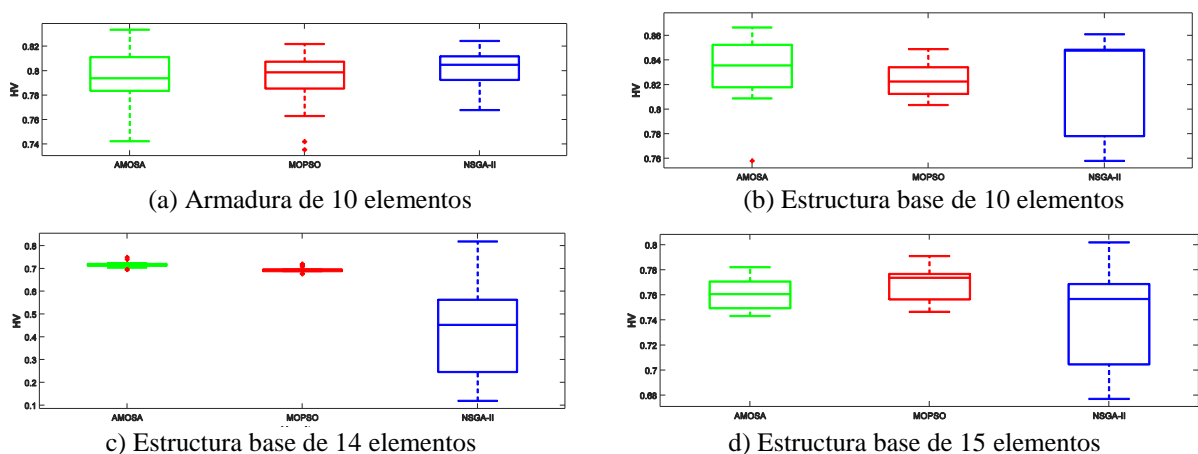 0.82
0.8
0.78
0.76
0.74
HV
AMOSA
MOPSO
NSGA-II
(a) Armadura de 10 elementos
0.86
0.84
0.82
0.8
0.78
0.76
HV
AMOSA
MOPSO
NSGA-II
(b) Estructura base de 10 elementos
0.8
0.7
0.6
0.5
0.4
0.3
0.2
0.1
HV
AMOSA
MOPSO
NSGA-II
c) Estructura base de 14 elementos
0.8
0.78
0.76
0.74
0.72
0.7
0.68
HV
AMOSA
MOPSO
NSGA-II
d) Estructura base de 15 elementos